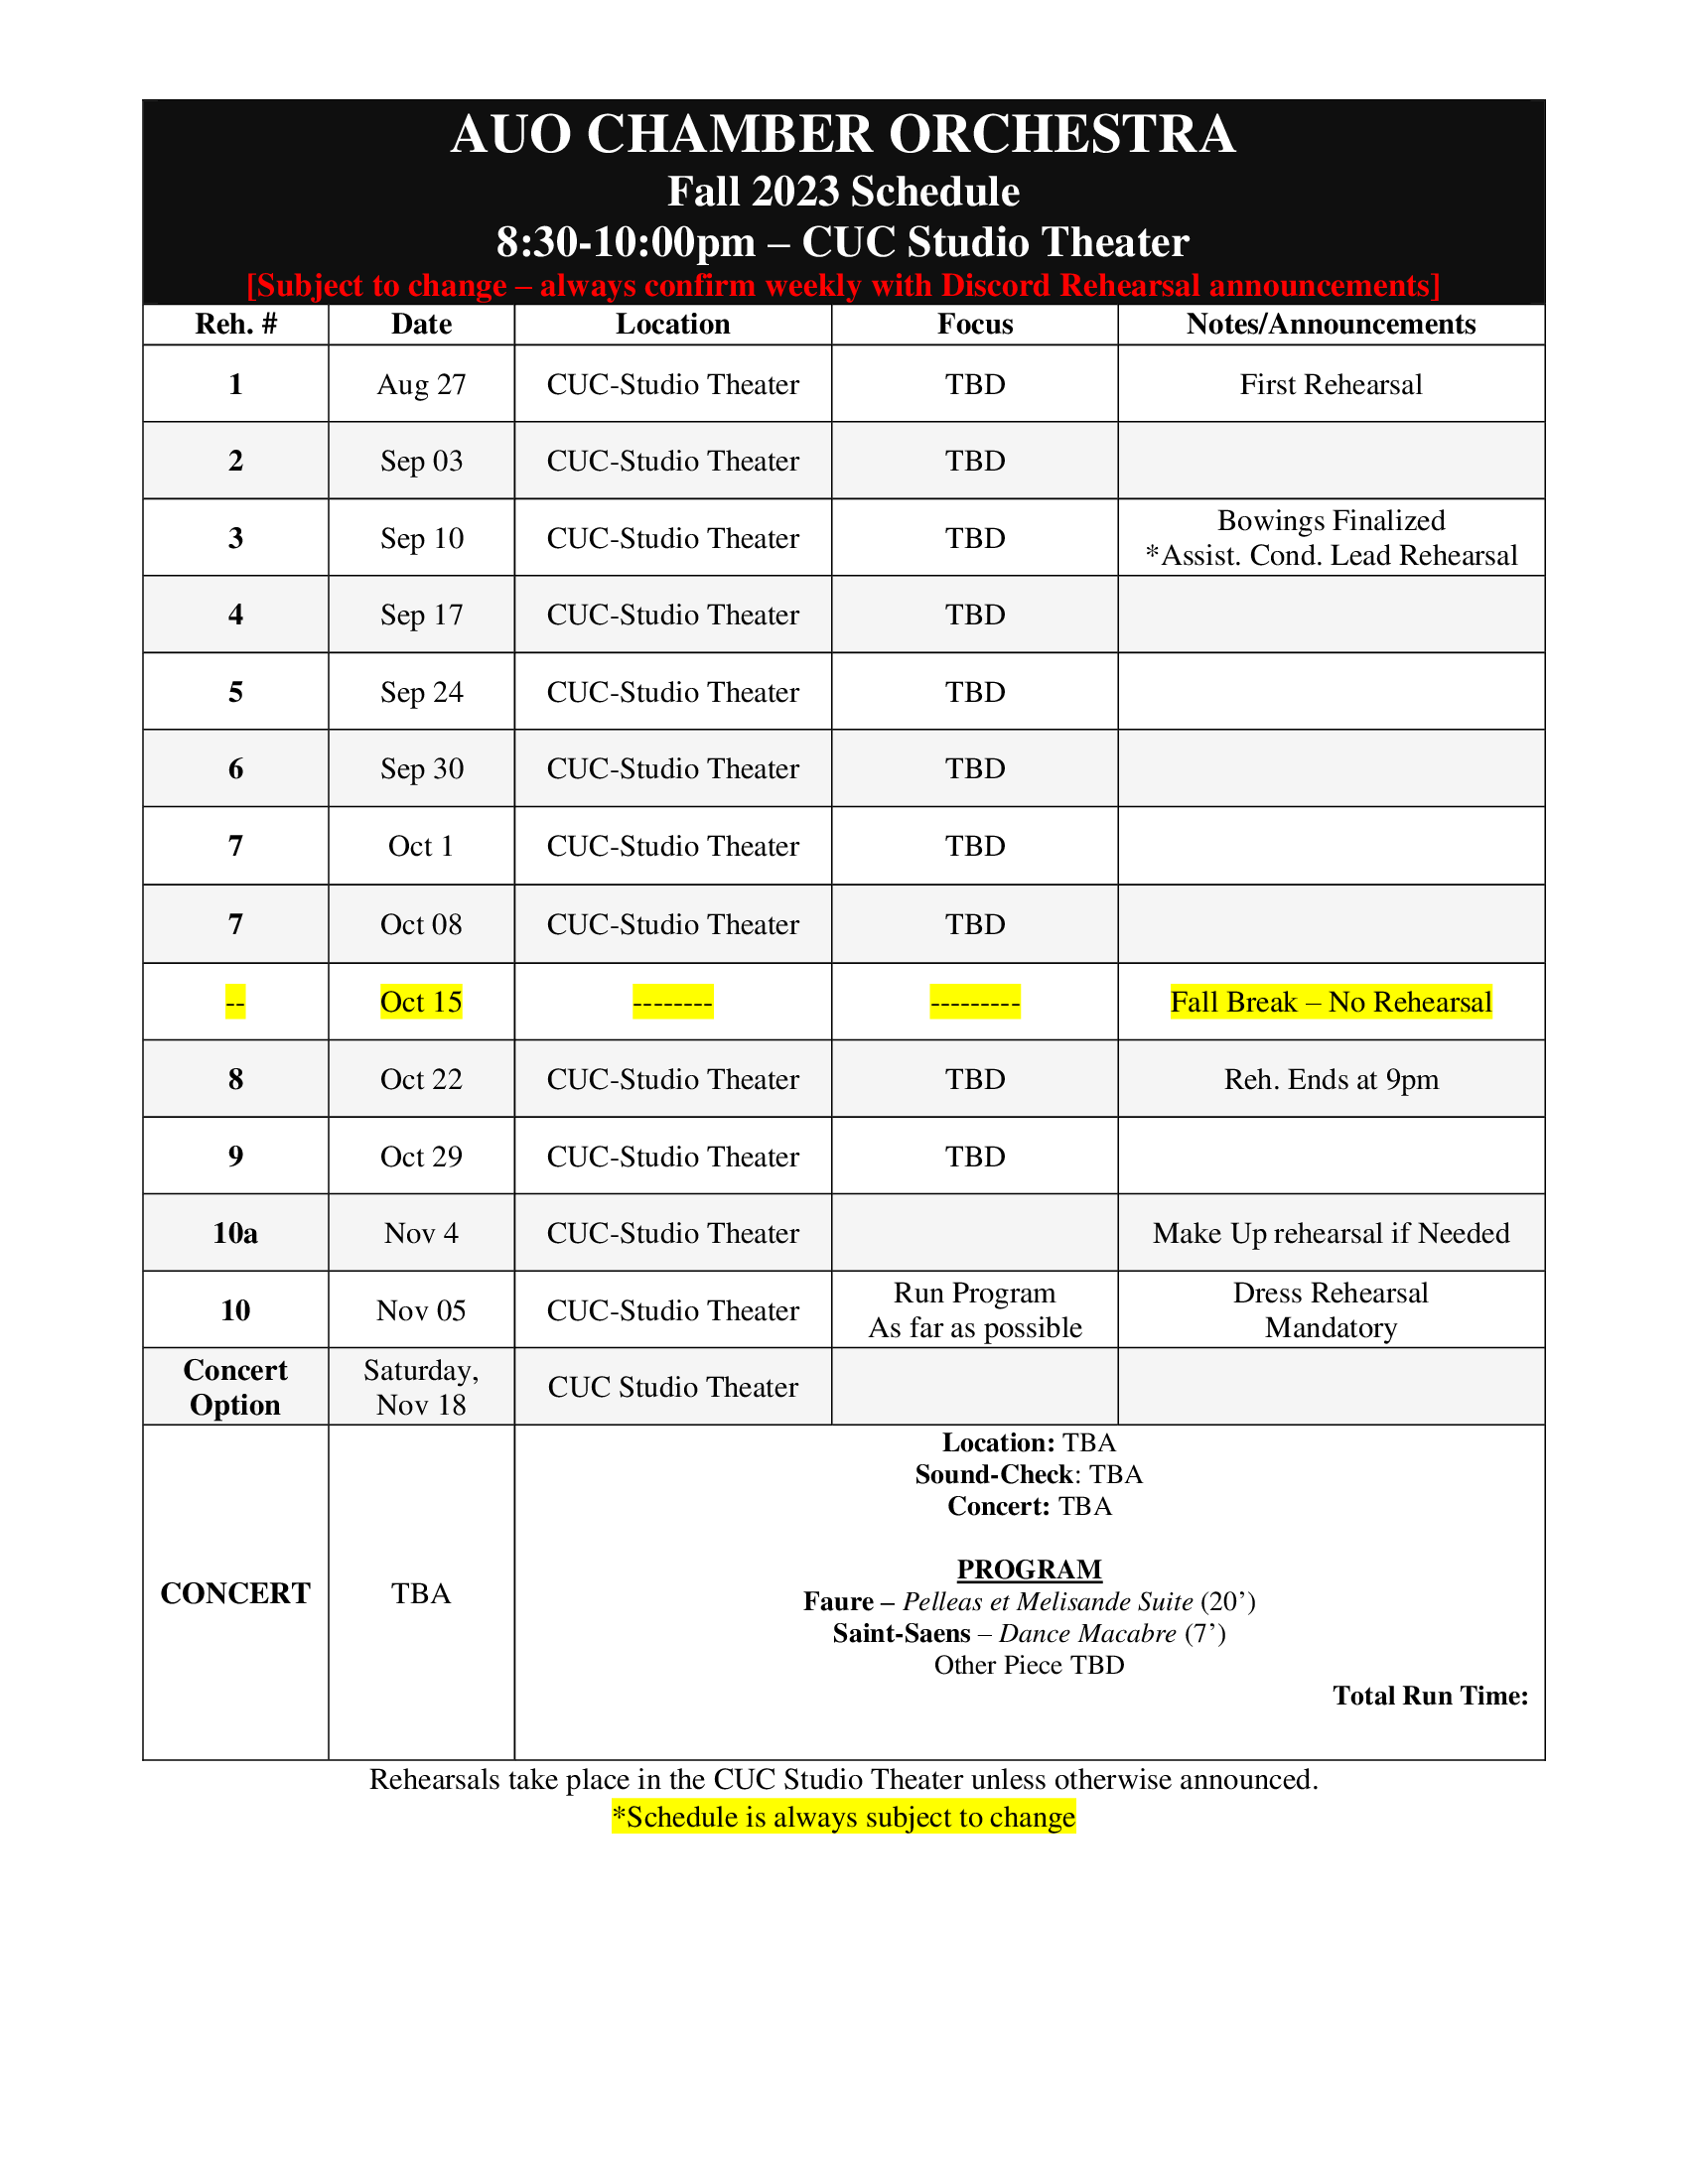 AUO CHAMBER ORCHESTRA
Fall 2023 Schedule
8:30-10:00pm – CUC Studio Theater
[Subject to change – always confirm weekly with Discord Rehearsal announcements]
Reh. # Date Location Focus Notes/Announcements
1 Aug 27 CUC-Studio Theater TBD First Rehearsal
2 Sep 03 CUC-Studio Theater TBD
3 Sep 10 CUC-Studio Theater TBD Bowings Finalized
*Assist. Cond. Lead Rehearsal
4 Sep 17 CUC-Studio Theater TBD
5 Sep 24 CUC-Studio Theater TBD
6 Sep 30 CUC-Studio Theater TBD
7 Oct 1 CUC-Studio Theater TBD
7 Oct 08 CUC-Studio Theater TBD
-- Oct 15 -------- --------- Fall Break – No Rehearsal
8 Oct 22 CUC-Studio Theater TBD Reh. Ends at 9pm
9 Oct 29 CUC-Studio Theater TBD
10a Nov 4 CUC-Studio Theater Make Up rehearsal if Needed
10 Nov 05 CUC-Studio Theater Run Program
As far as possible
Dress Rehearsal
Mandatory
Concert
Option
Saturday,
Nov 18
CUC Studio Theater
CONCERT
TBA
Location: TBA
Sound-Check: TBA
Concert: TBA
PROGRAM
Faure – Pelleas et Melisande Suite (20’)
Saint-Saens – Dance Macabre (7’)
Other Piece TBD
Total Run Time:
Rehearsals take place in the CUC Studio Theater unless otherwise announced.
*Schedule is always subject to change